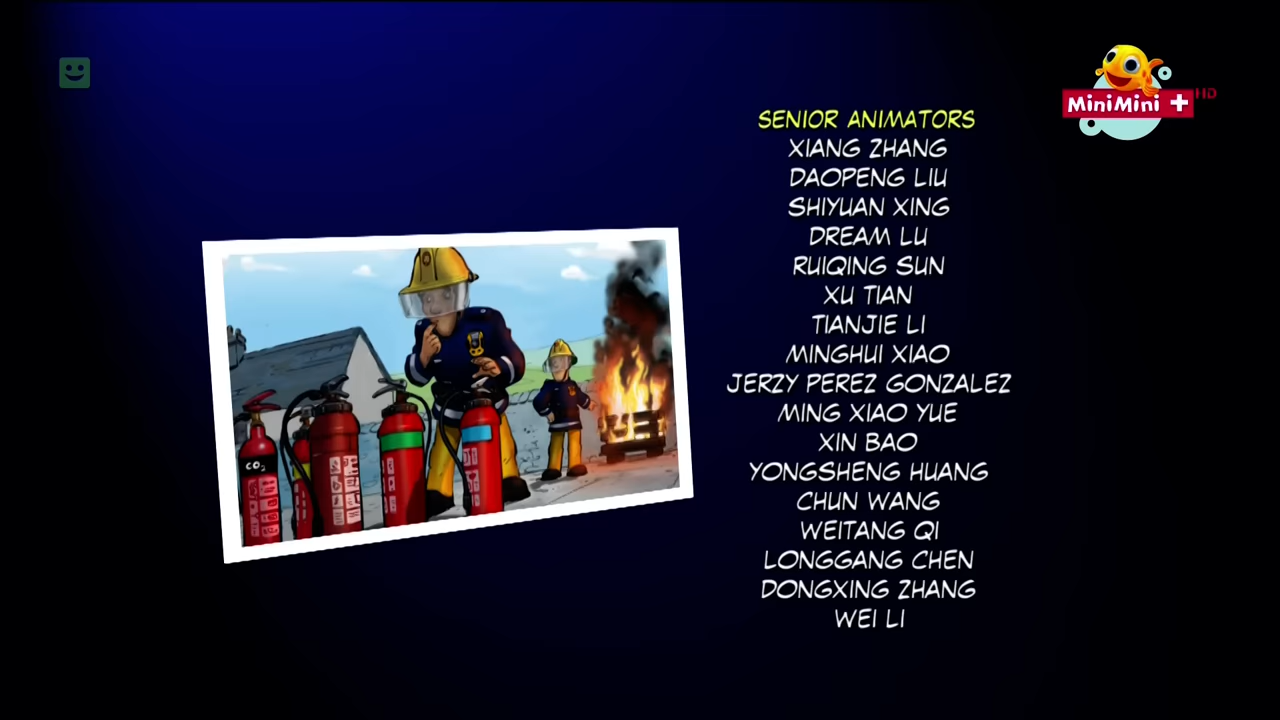 MiniMini +
HD
SENIOR ANIMATORS
XIANG ZHANG
DAOPENG LIU
SHIYUAN XING
DREAM LU
RUIQING SUN
XU TIAN
TIANJIE LI
MINGHUI XIAO
JERZY PEREZ GONZALEZ
MING XIAO YUE
XIN BAO
YONGSHENG HUANG
CHUN WANG
WEITANG QI
LONGGANG CHEN
DONGXING ZHANG
WEI LI
CO2